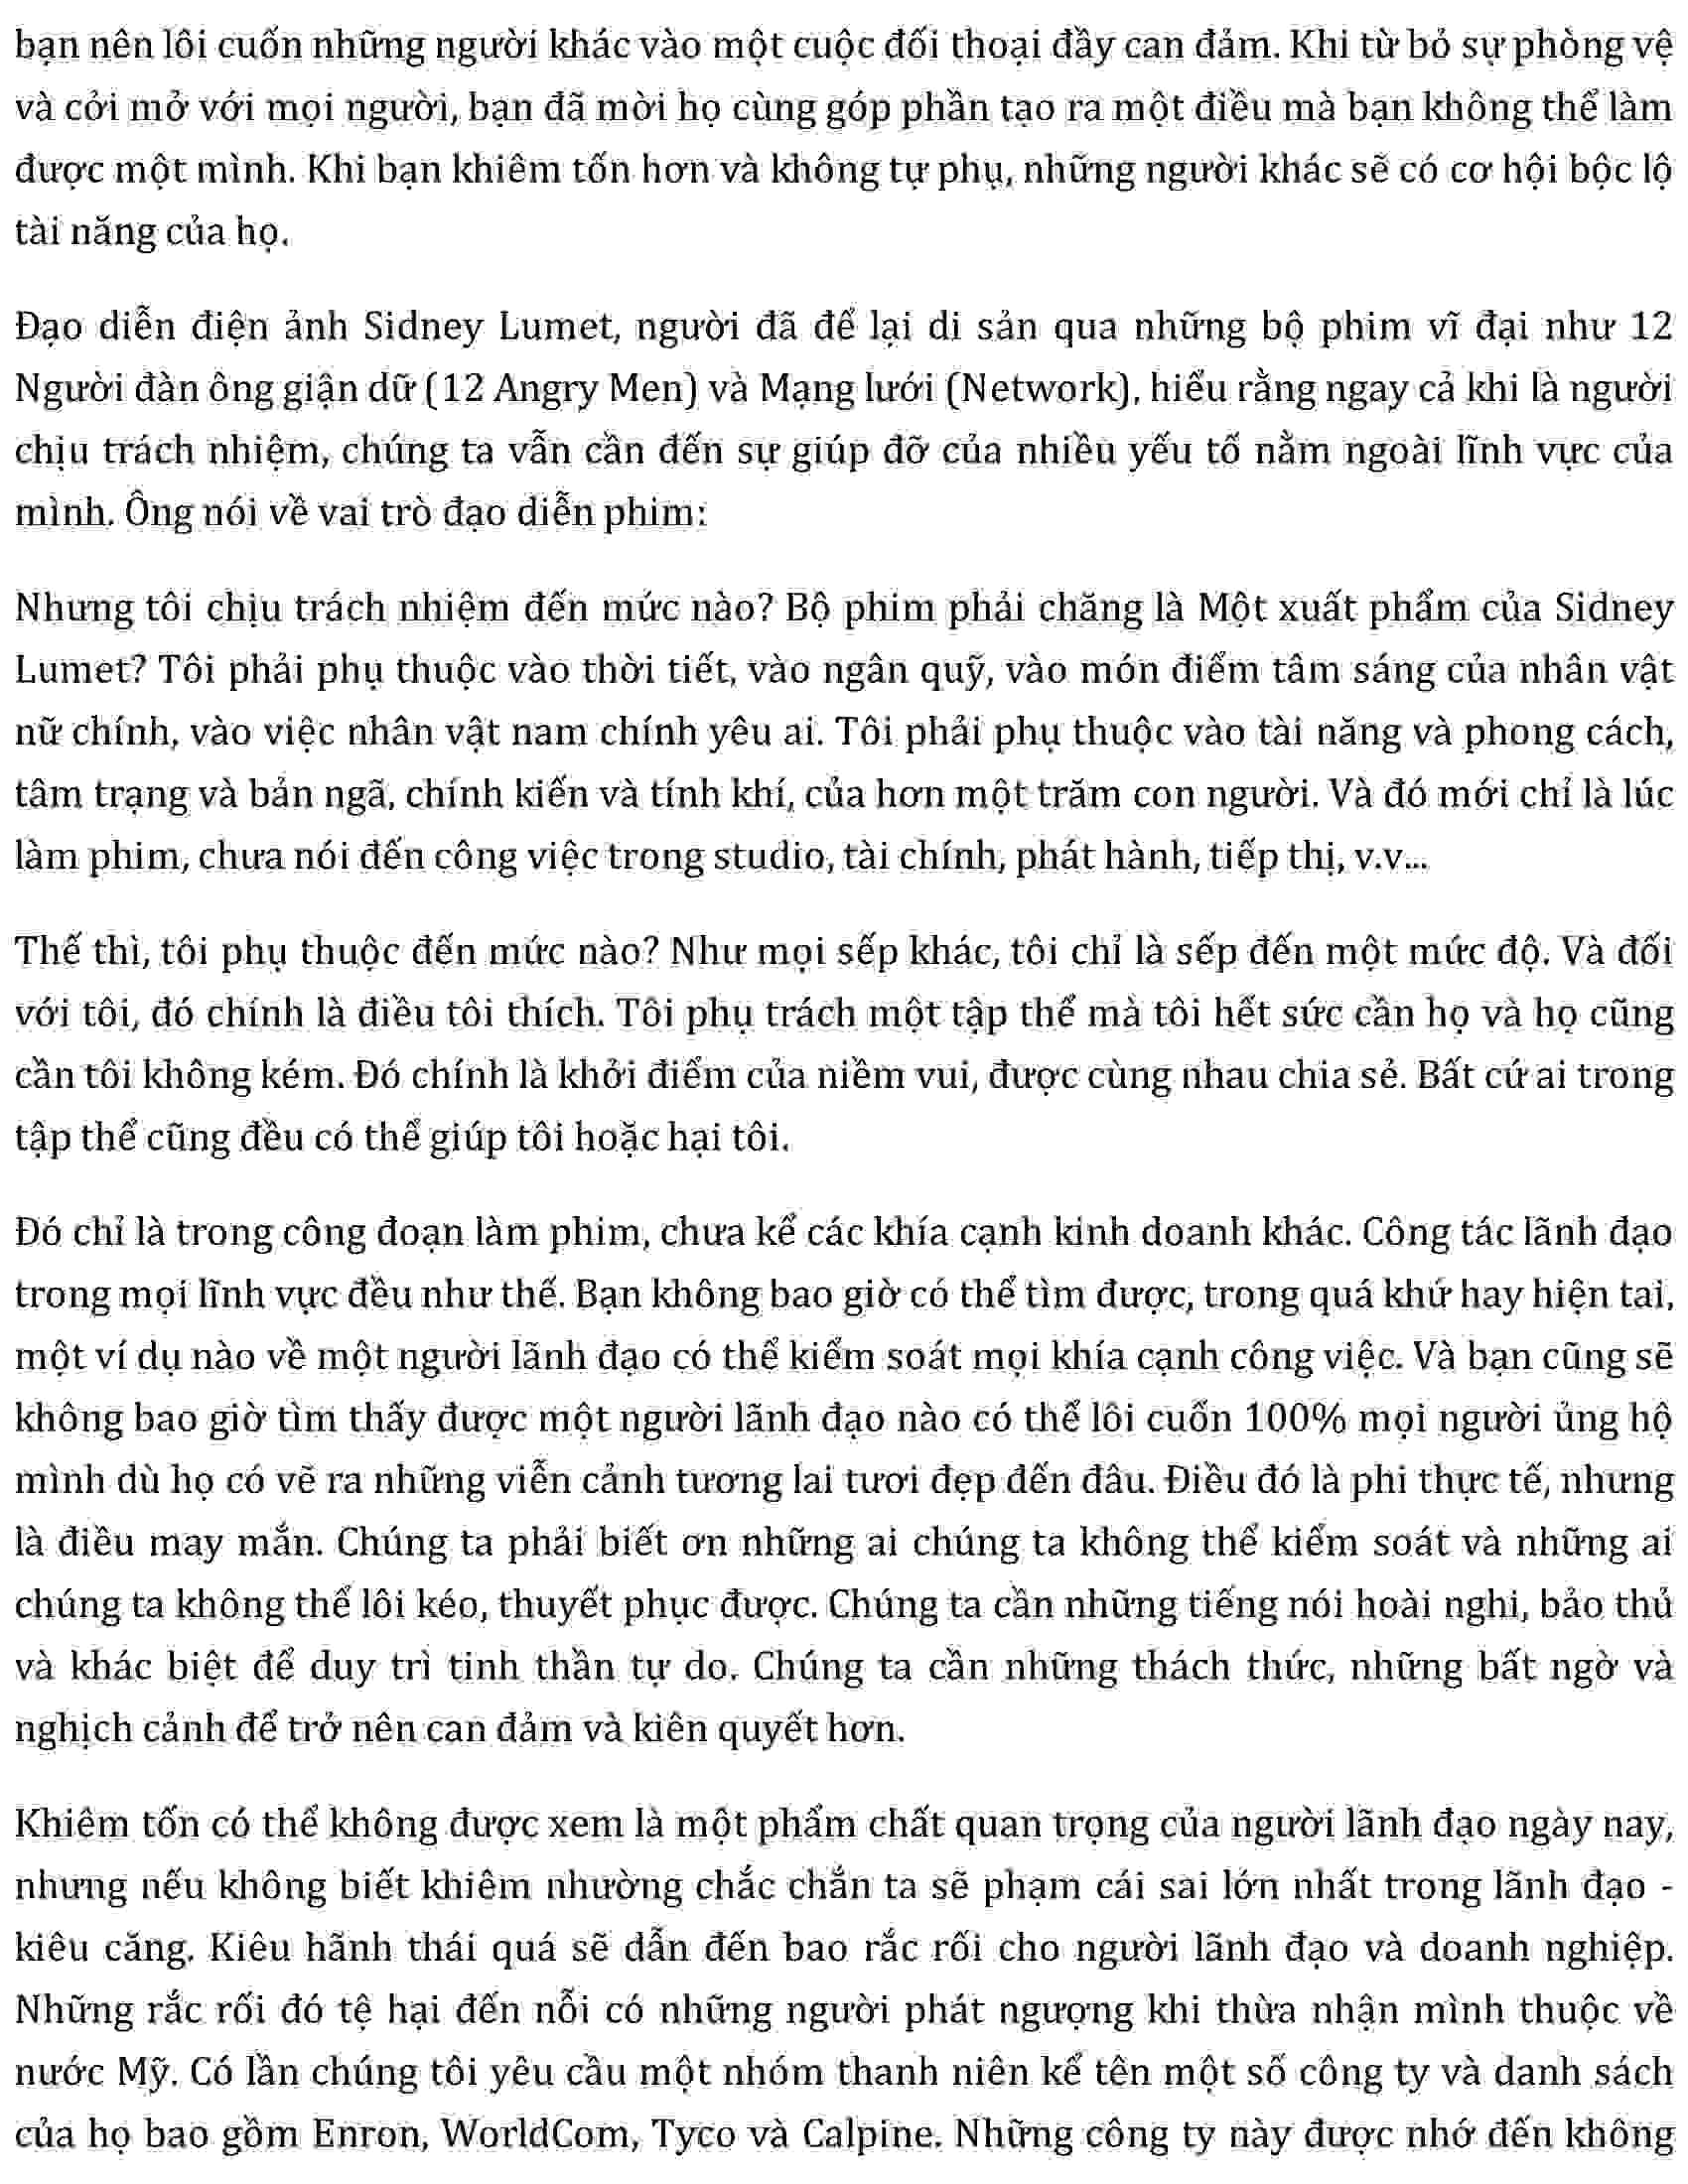 bạn nên lôi cuốn những người khác vào một cuộc đối thoại đầy can đảm. Khi từ bỏ sự phòng vệ
và cởi mở với mọi người, bạn đã mời họ cùng góp phần tạo ra một điều mà bạn không thể làm
được một mình. Khi bạn khiêm tốn hơn và không tự phụ, những người khác sẽ có cơ hội bộc lộ
tài năng của họ.
Đạo diễn điện ảnh Sidney Lumet, người đã để lại di sản qua những bộ phim vĩ đại như 12
Người đàn ông giận dữ (12 Angry Men) và Mạng lưới (Network), hiểu rằng ngay cả khi là người
chịu trách nhiệm, chúng ta vẫn cần đến sự giúp đỡ của nhiều yếu tố nằm ngoài lĩnh vực của
mình. Ông nói về vai trò đạo diễn phim:
Nhưng tôi chịu trách nhiệm đến mức nào? Bộ phim phải chăng là Một xuất phẩm của Sidney
Lumet? Tôi phải phụ thuộc vào thời tiết, vào ngân quỹ, vào món điểm tâm sáng của nhân vật
nữ chính, vào việc nhân vật nam chính yêu ai. Tôi phải phụ thuộc vào tài năng và phong cách,
tâm trạng và bản ngã, chính kiến và tính khí, của hơn một trăm con người. Và đó mới chỉ là lúc
làm phim, chưa nói đến công việc trong studio, tài chính, phát hành, tiếp thị, v.v...
Thế thì, tôi phụ thuộc đến mức nào? Như mọi sếp khác, tôi chỉ là sếp đến một mức độ. Và đối
với tôi, đó chính là điều tôi thích. Tôi phụ trách một tập thể mà tôi hết sức cần họ và họ cũng
cần tôi không kém. Đó chính là khởi điểm của niềm vui, được cùng nhau chia sẻ. Bất cứ ai trong
tập thể cũng đều có thể giúp tôi hoặc hại tôi.
Đó chỉ là trong công đoạn làm phim, chưa kể các khía cạnh kinh doanh khác. Công tác lãnh đạo
trong mọi lĩnh vực đều như thế. Bạn không bao giờ có thể tìm được, trong quá khứ hay hiện tai,
một ví dụ nào về một người lãnh đạo có thể kiểm soát mọi khía cạnh công việc. Và bạn cũng sẽ
không bao giờ tìm thấy được một người lãnh đạo nào có thể lôi cuốn 100% mọi người ủng hộ
mình dù họ có vẽ ra những viễn cảnh tương lai tươi đẹp đến đâu. Điều đó là phi thực tế, nhưng
là điều may mắn. Chúng ta phải biết ơn những ai chúng ta không thể kiểm soát và những ai
chúng ta không thể lôi kéo, thuyết phục được. Chúng ta cần những tiếng nói hoài nghi, bảo thủ
và khác biệt để duy trì tinh thần tự do. Chúng ta cần những thách thức, những bất ngờ và
nghịch cảnh để trở nên can đảm và kiên quyết hơn.
Khiêm tốn có thể không được xem là một phẩm chất quan trọng của người lãnh đạo ngày nay,
nhưng nếu không biết khiêm nhường chắc chắn ta sẽ phạm cái sai lớn nhất trong lãnh đạo -
kiêu căng. Kiêu hãnh thái quá sẽ dẫn đến bao rắc rối cho người lãnh đạo và doanh nghiệp.
Những rắc rối đó tệ hại đến nỗi có những người phát ngượng khi thừa nhận mình thuộc về
nước Mỹ. Có lần chúng tôi yêu cầu một nhóm thanh niên kể tên một số công ty và danh sách
của họ bao gồm Enron, WorldCom, Tyco và Calpine. Những công ty này được nhớ đến không